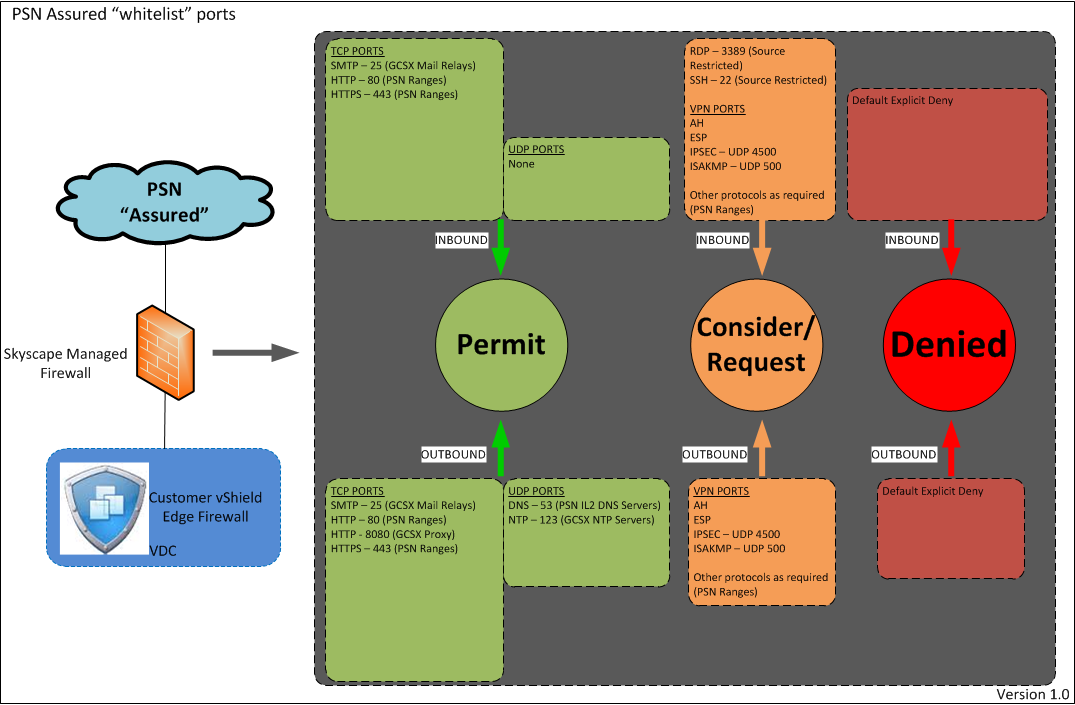 PSN Assured “whitelist” ports
PSN
“Assured”
Skyscape Managed
Firewall
Customer vShield
Edge Firewall
VDC
TCP PORTS
SMTP – 25 (GCSX Mail Relays)
HTTP – 80 (PSN Ranges)
HTTPS – 443 (PSN Ranges)
UDP PORTS
None
INBOUND
RDP – 3389 (Source
Restricted)
SSH – 22 (Source Restricted)
VPN PORTS
AH
ESP
IPSEC – UDP 4500
ISAKMP – UDP 500
Other protocols as required
(PSN Ranges)
INBOUND
Default Explicit Deny
INBOUND
Permit
Consider/
Request
Denied
OUTBOUND
TCP PORTS
SMTP – 25 (GCSX Mail Relays)
HTTP – 80 (PSN Ranges)
HTTP - 8080 (GCSX Proxy)
HTTPS – 443 (PSN Ranges)
UDP PORTS
DNS – 53 (PSN IL2 DNS Servers)
NTP – 123 (GCSX NTP Servers)
OUTBOUND
VPN PORTS
AH
ESP
IPSEC – UDP 4500
ISAKMP – UDP 500
Other protocols as required
(PSN Ranges)
OUTBOUND
Default Explicit Deny
Version 1.0